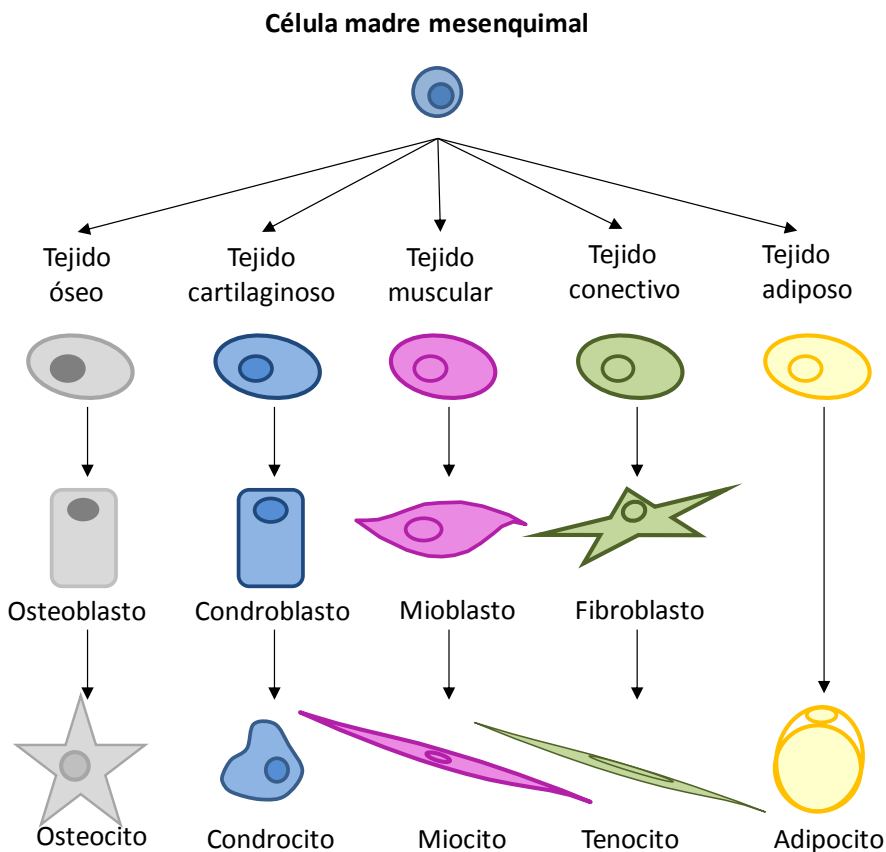 Célula madre mesenquimal
Tejido
óseo
Tejido
cartilaginoso
Tejido
muscular
Tejido
conectivo
Tejido
adiposo
Osteoblasto
Condroblasto
Mioblasto
Fibroblasto
Osteocito
Condrocito
Miocito
Tenocito
Adipocito